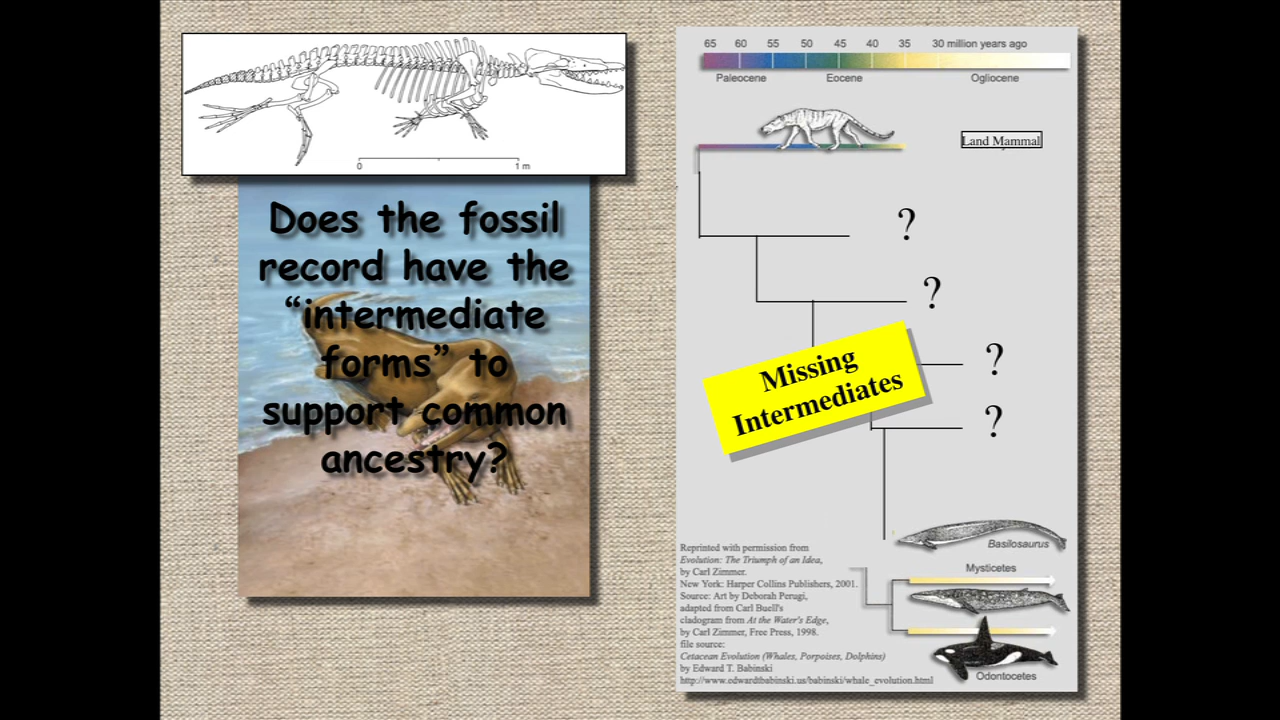 0 1 m
Does the fossil
record have the
“intermediate
forms” to
support common
ancestry?
65 60 55 50 45 40 35 30 million years ago
Paleocene Eocene Ogliocene
Land Mammal
?
?
?
?
Missing
Intermediates
Basilosaurus
Mysticetes
Odontocetes
Reprinted with permission from
Evolution: The Triumph of an Idea,
by Carl Zimmer.
New York: Harper Collins Publishers, 2001.
Source: Art by Deborah Perugi,
adapted from Carl Buell's
cladogram from At the Water's Edge,
by Carl Zimmer, Free Press, 1998.
file source:
Cetacean Evolution (Whales, Porpoises, Dolphins)
by Edward T. Babinski
http://www.edwardtbabinski.us/babinski/whale_evolution.html